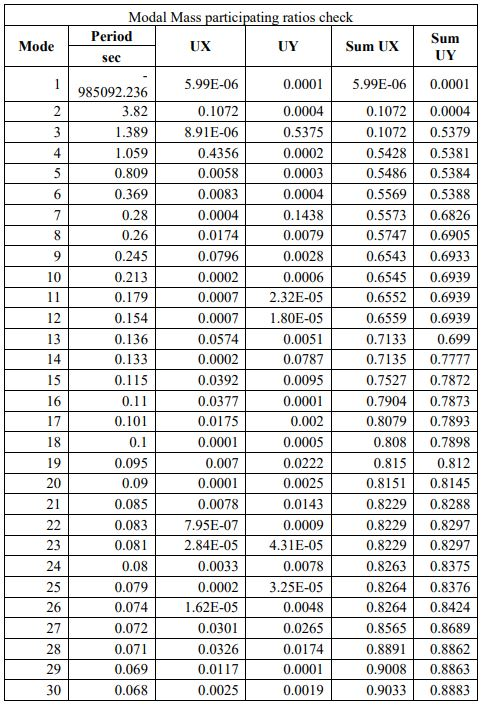 Modal Mass participating ratios check
Mode Period UX UY Sum UX Sum UY
sec
1 -985092.236 5.99E-06 0.0001 5.99E-06 0.0001
2 3.82 0.1072 0.0004 0.1072 0.0004
3 1.389 8.91E-06 0.5375 0.1072 0.5379
4 1.059 0.4356 0.0002 0.5428 0.5381
5 0.809 0.0058 0.0003 0.5486 0.5384
6 0.369 0.0083 0.0004 0.5569 0.5388
7 0.28 0.0004 0.1438 0.5573 0.6826
8 0.26 0.0174 0.0079 0.5747 0.6905
9 0.245 0.0796 0.0028 0.6543 0.6933
10 0.213 0.0002 0.0006 0.6545 0.6939
11 0.179 0.0007 2.32E-05 0.6552 0.6939
12 0.154 0.0007 1.80E-05 0.6559 0.6939
13 0.136 0.0574 0.0051 0.7133 0.699
14 0.133 0.0002 0.0787 0.7135 0.7777
15 0.115 0.0392 0.0095 0.7527 0.7872
16 0.11 0.0377 0.0001 0.7904 0.7873
17 0.101 0.0175 0.002 0.8079 0.7893
18 0.1 0.0001 0.0005 0.808 0.7898
19 0.095 0.007 0.0222 0.815 0.812
20 0.09 0.0001 0.0025 0.8151 0.8145
21 0.085 0.0078 0.0143 0.8229 0.8288
22 0.083 7.95E-07 0.0009 0.8229 0.8297
23 0.081 2.84E-05 4.31E-05 0.8229 0.8297
24 0.08 0.0033 0.0078 0.8263 0.8375
25 0.079 0.0002 3.25E-05 0.8264 0.8376
26 0.074 1.62E-05 0.0048 0.8264 0.8424
27 0.072 0.0301 0.0265 0.8565 0.8689
28 0.071 0.0326 0.0174 0.8891 0.8862
29 0.069 0.0117 0.0001 0.9008 0.8863
30 0.068 0.0025 0.0019 0.9033 0.8883